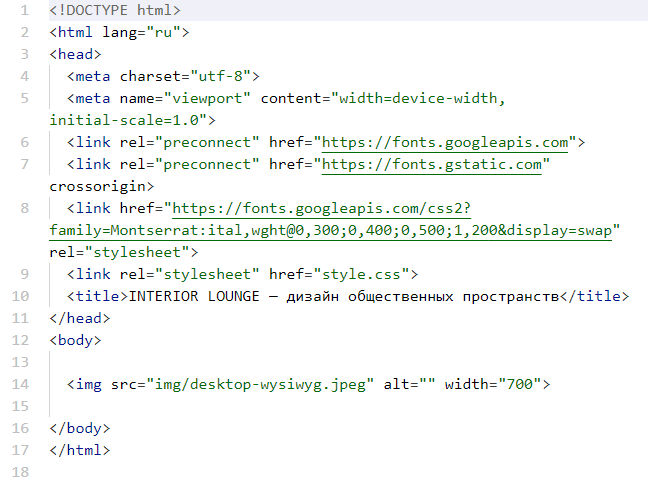 1 <!DOCTYPE html>
2 <html lang="ru">
3 <head>
4 <meta charset="utf-8">
5 <meta name="viewport" content="width=device-width,
initial-scale=1.0">
6 <link rel="preconnect" href="https://fonts.googleapis.com">
7 <link rel="preconnect" href="https://fonts.gstatic.com"
crossorigin>
8 <link href="https://fonts.googleapis.com/css2?
family=Montserrat:ital,wght@0,300;0,400;0,500;1,200&display=swap"
rel="stylesheet">
9 <link rel="stylesheet" href="style.css">
10 <title>INTERIOR LOUNGE — дизайн общественных пространств</title>
11 </head>
12 <body>
13
14 <img src="img/desktop-wysiwyg.jpeg" alt="" width="700">
15
16 </body>
17 </html>
18